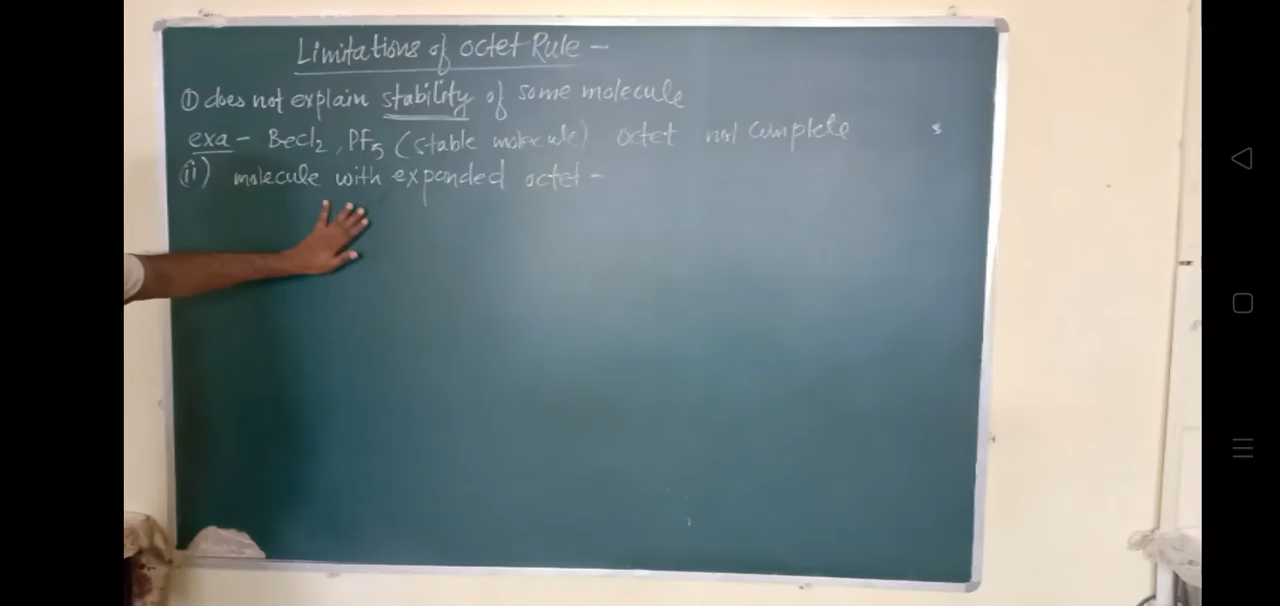 Limitations of octet Rule -
① does not explain stability of some molecule
exa - Becl₂, PF₅ (stable molecule) octet not complete
(ii) molecule with expanded octet -